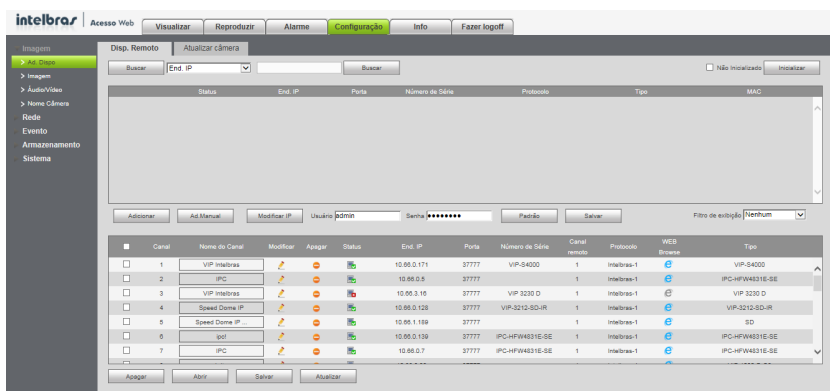 intelbras Acesso Web Visualizar Reproduzir Alarme Configuração Info Fazer logoff
Imagem
> Ad. Dispo
> Imagem
> Áudio/Vídeo
> Nome Câmera
Rede
Evento
Armazenamento
Sistema
Disp. Remoto Atualizar câmera
Buscar End. IP Buscar Não Inicializado Inicializar
Status End. IP Porta Número de Série Protocolo Tipo MAC
Adicionar Ad.Manual Modificar IP Usuário admin Senha ●●●●●●●● Padrão Salvar Filtro de exibição Nenhum
Canal Nome do Canal Modificar Apagar Status End. IP Porta Número de Série Canal remoto Protocolo WEB Browse Tipo
1 VIP Intelbras 10.66.0.171 37777 VIP-S4000 1 Intelbras-1 VIP-S4000
2 IPC 10.66.0.5 37777 1 Intelbras-1 IPC-HFW4831E-SE
3 VIP Intelbras 10.66.3.16 37777 VIP 3230 D 1 Intelbras-1 VIP 3230 D
4 Speed Dome IP 10.66.0.128 37777 VIP-3212-SD-IR 1 Intelbras-1 VIP-3212-SD-IR
5 Speed Dome IP ... 10.66.1.189 37777 1 Intelbras-1 SD
6 ipc! 10.66.0.139 37777 IPC-HFW4831E-SE 1 Intelbras-1 IPC-HFW4831E-SE
7 IPC 10.66.0.7 37777 IPC-HFW4831E-SE 1 Intelbras-1 IPC-HFW4831E-SE
Apagar Abrir Salvar Atualizar